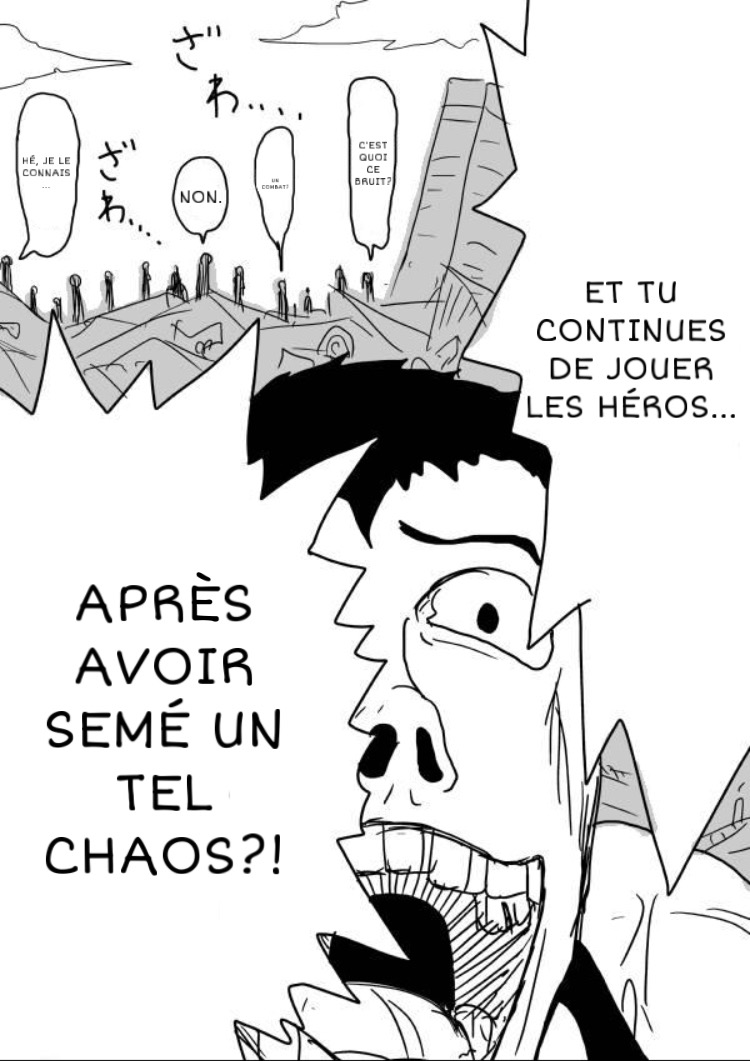 ざわ....
C'EST
QUOI
CE
BRUIT?
UN
COMBAT?
NON.
ざわ....
HÉ, JE LE
CONNAIS
...
ET TU
CONTINUES
DE JOUER
LES HÉROS...
APRÈS
AVOIR
SEMÉ UN
TEL
CHAOS?!